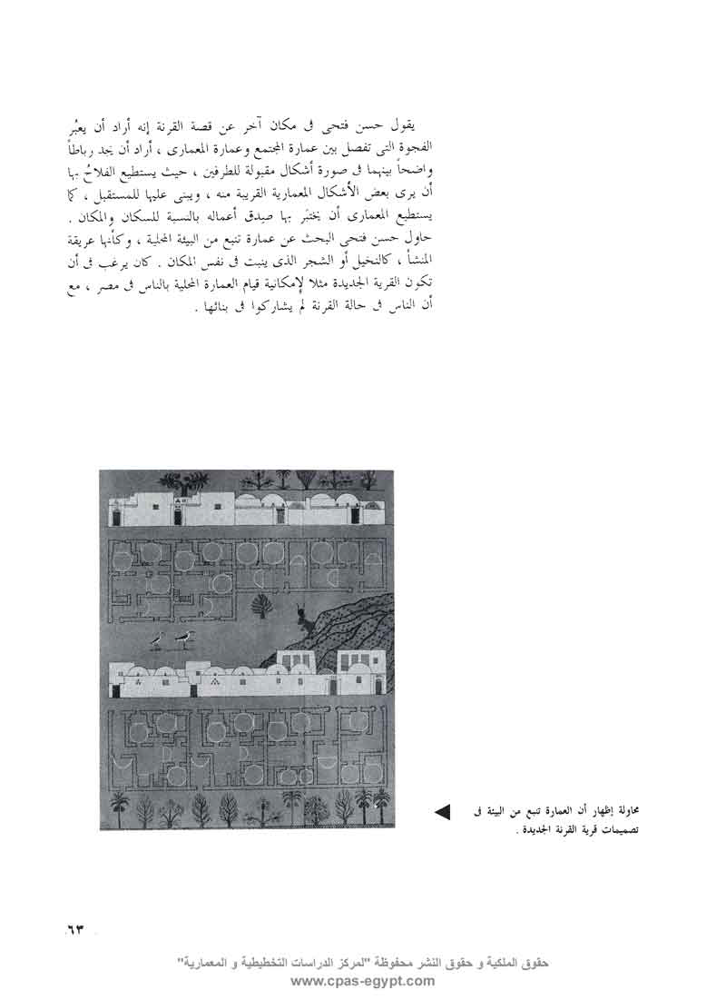 يقول حسن فتحى فى مكان آخر عن قصة القرنة إنه أراد أن يعبُر
الفجوة التى تفصل بين عمارة المجتمع وعمارة المعمارى ، أراد أن يجد رباطاً
واضحاً بينهما فى صورة أشكال مقبولة للطرفين ، حيث يستطيع الفلاحُ بها
أن يرى بعض الأشكال المعمارية القريبة منه ، ويبنى عليها للمستقبل ، كما
يستطيع المعمارى أن يختبَر بها صيدق أعماله بالنسبة للسكان والمكان .
حاول حسن فتحى البحث عن عمارة تنبع من البيئة المحلية ، وكأنها عريقة
المنشأ ، كالنخيل أو الشجر الذى ينبت فى نفس المكان . كان يرغب فى أن
تكون القرية الجديدة مثلا لإمكانية قيام العمارة المحلية بالناس فى مصر ، مع
أن الناس فى حالة القرنة لم يشاركوا فى بنائها .
محاولة إظهار أن العمارة تنبع من البيئة فى
تصميمات قرية القرنة الجديدة .
٦٣
حقوق الملكية و حقوق النشر محفوظة "لمركز الدراسات التخطيطية و المعمارية"
www.cpas-egypt.com